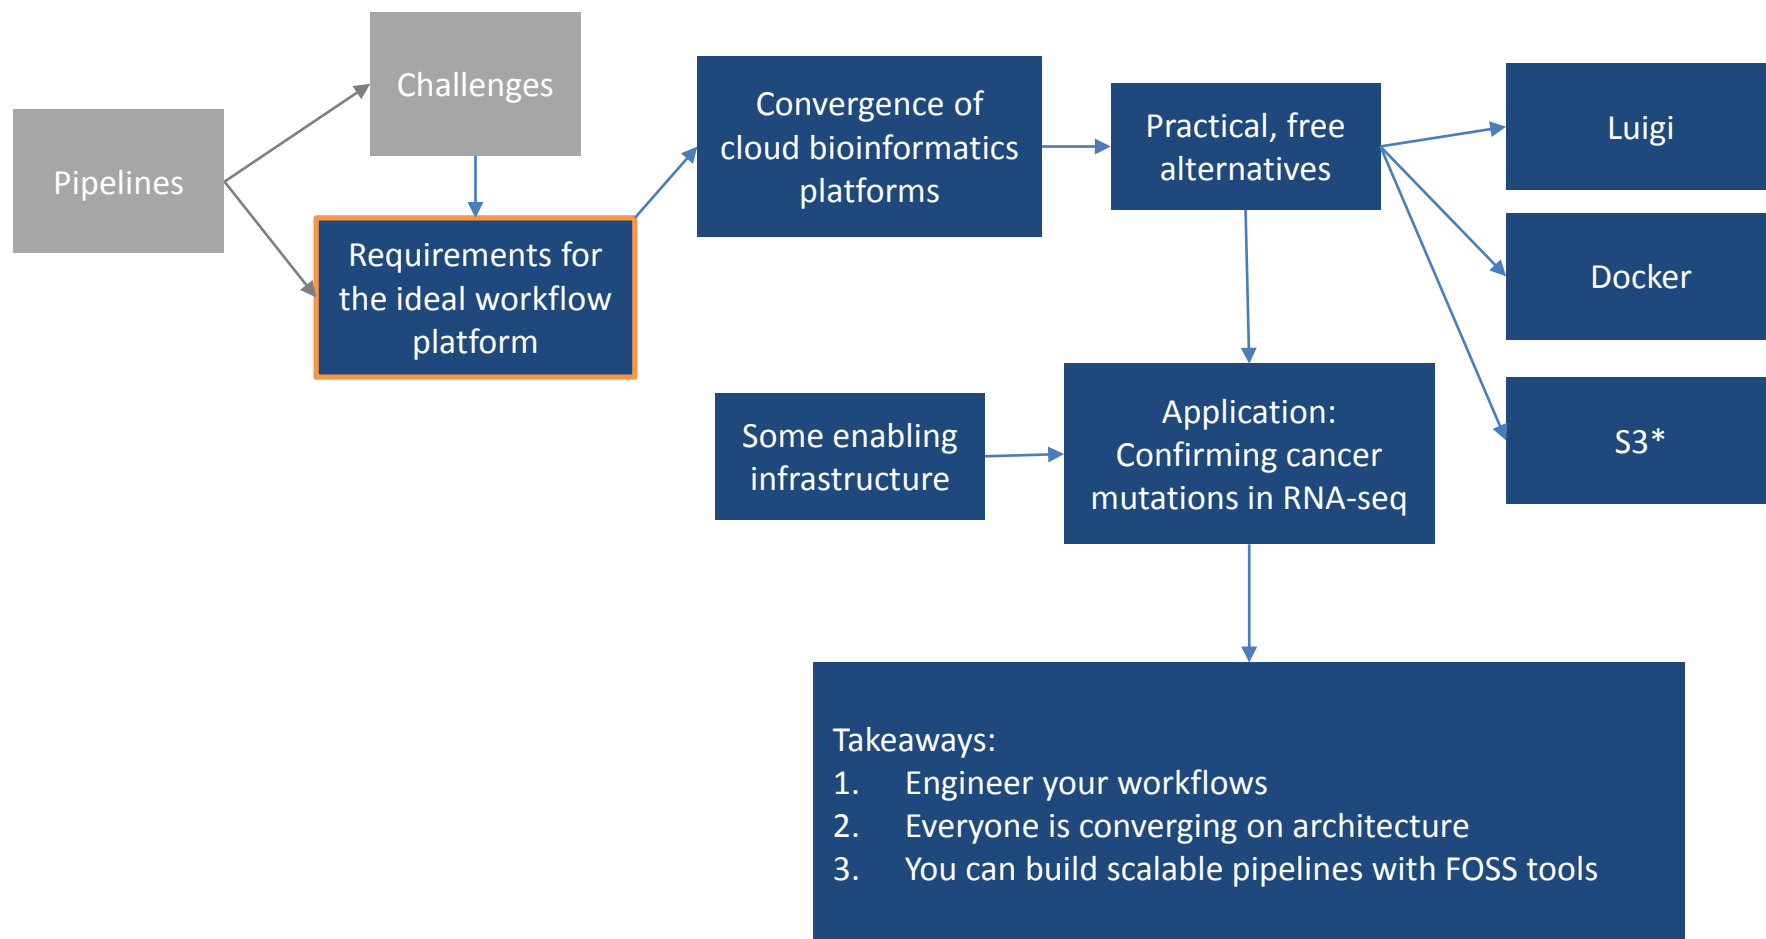 Pipelines
Challenges
Requirements for
the ideal workflow
platform
Convergence of
cloud bioinformatics
platforms
Practical, free
alternatives
Luigi
Docker
S3*
Some enabling
infrastructure
Application:
Confirming cancer
mutations in RNA-seq
Takeaways:
1. Engineer your workflows
2. Everyone is converging on architecture
3. You can build scalable pipelines with FOSS tools